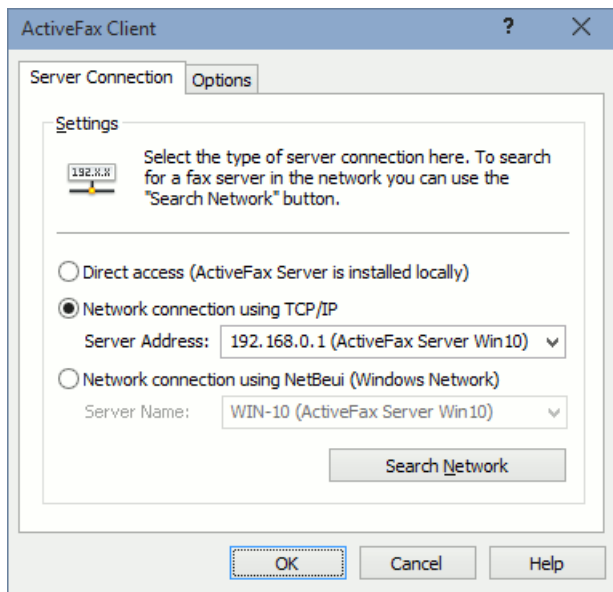 ActiveFax Client
Server Connection
Options
Settings
192.X.X
Select the type of server connection here. To search
for a fax server in the network you can use the
"Search Network" button.
Direct access (ActiveFax Server is installed locally)
Network connection using TCP/IP
Server Address: 192.168.0.1 (ActiveFax Server Win10)
Network connection using NetBeui (Windows Network)
Server Name: WIN-10 (ActiveFax Server Win10)
Search Network
OK Cancel Help